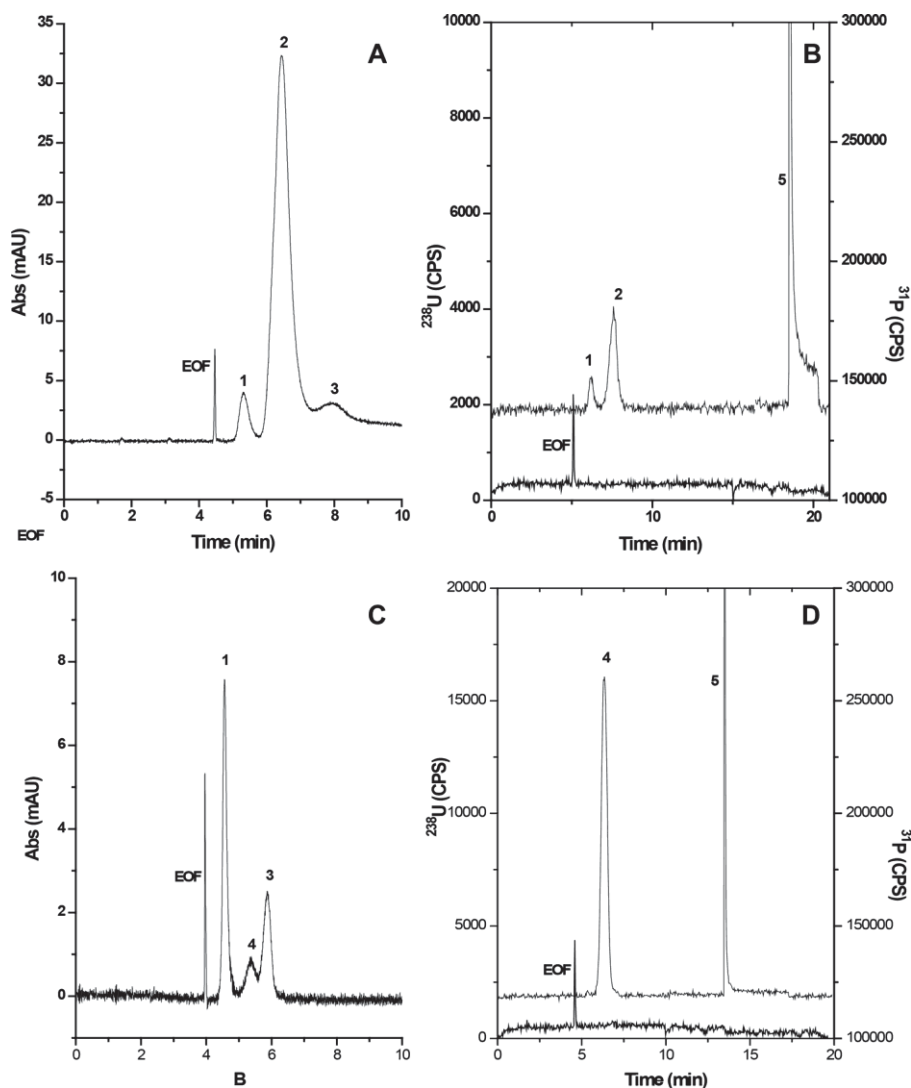 A
Abs (mAU)
35
30
25
20
15
10
5
0
-5
EOF
1
2
3
0 2 4 6 8 10
EOF
Time (min)
B
238U (CPS)
10000
8000
6000
4000
2000
0
31P (CPS)
300000
250000
200000
150000
100000
1
2
5
EOF
0 5 10 15 20
Time (min)
C
Abs (mAU)
10
8
6
4
2
0
EOF
1
4
3
0 2 4 6 8 10
B
D
238U (CPS)
20000
15000
10000
5000
0
31P (CPS)
300000
250000
200000
150000
100000
4
5
EOF
0 5 10 15 20
Time (min)